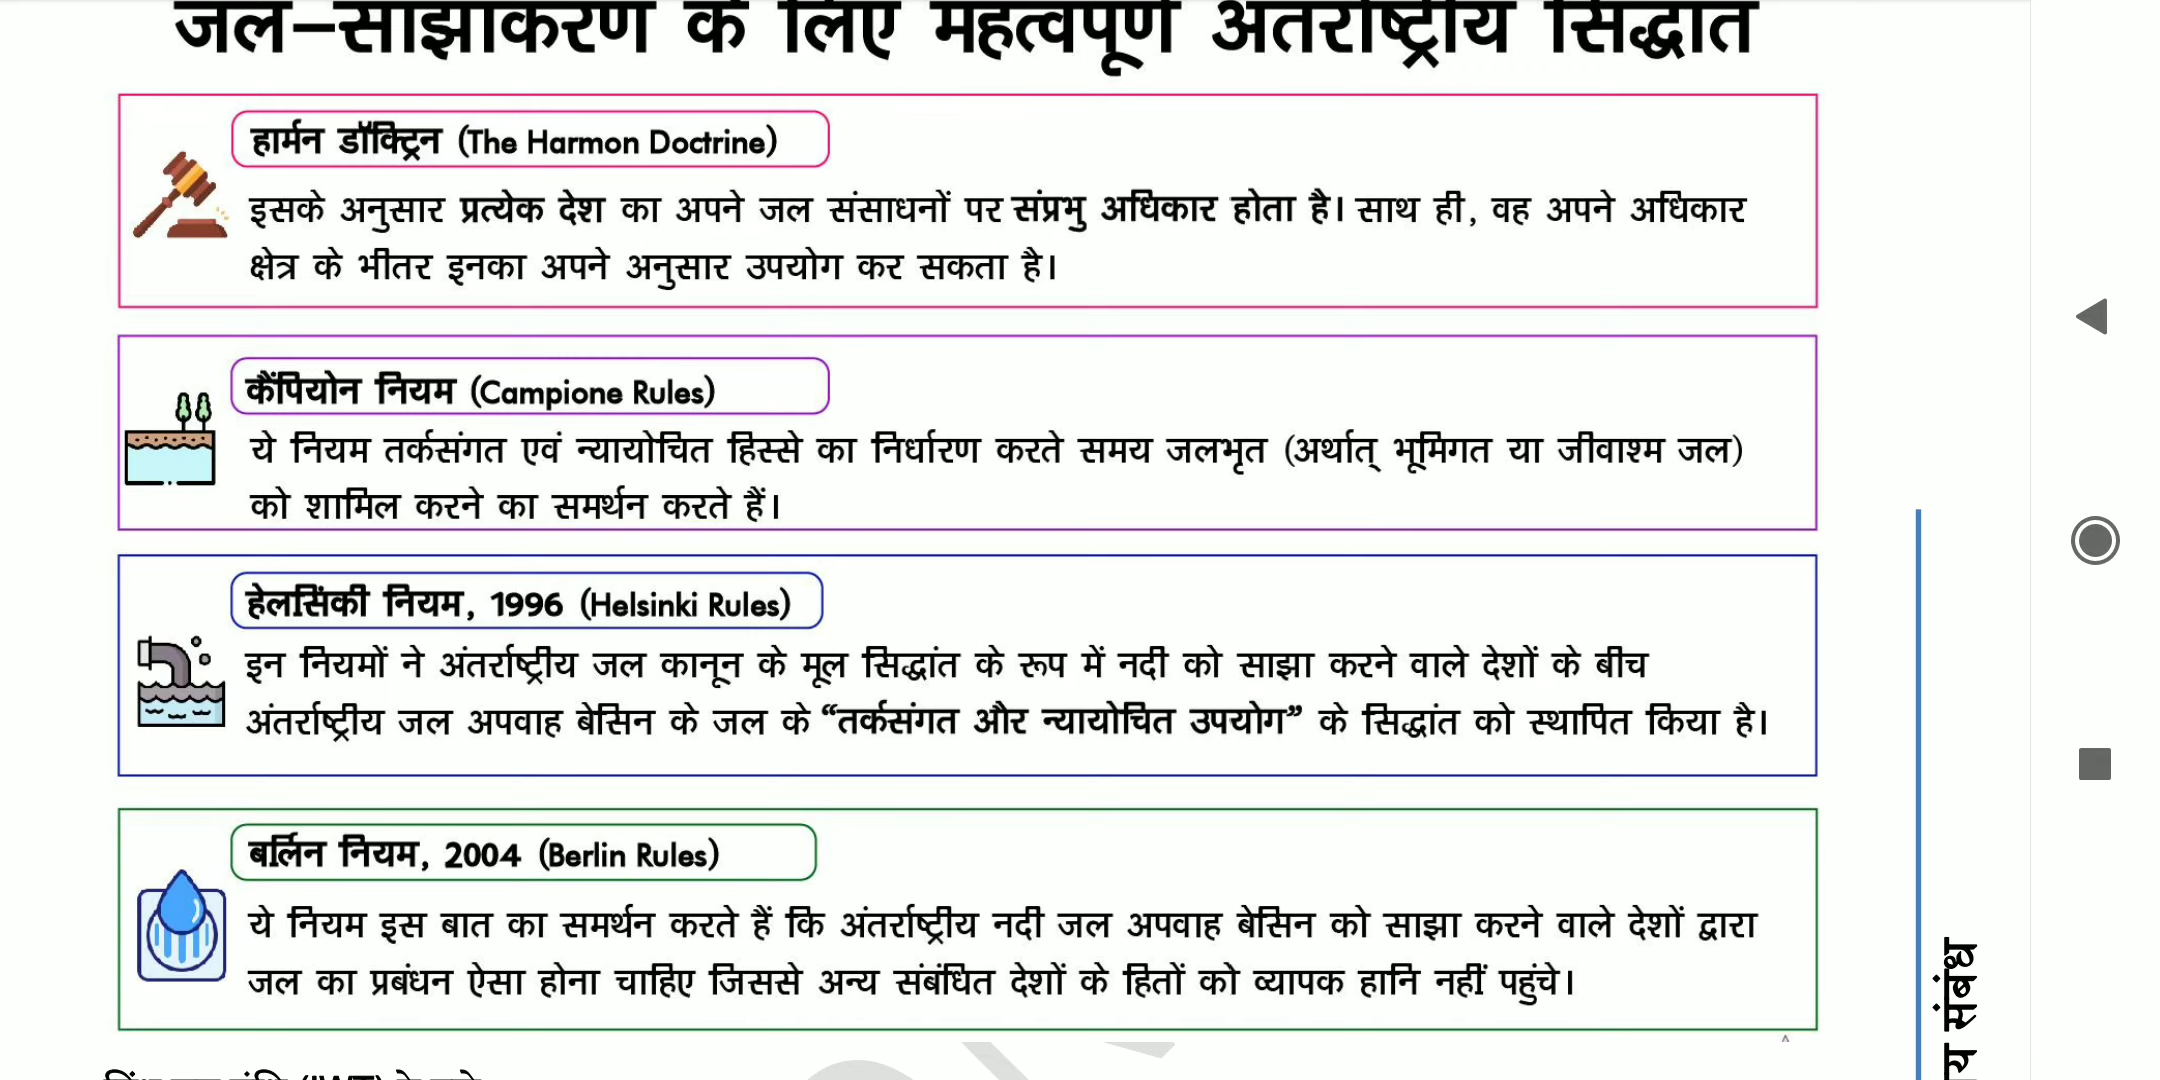 जल–साझाकरण के लिए महत्वपूर्ण अंतर्राष्ट्रीय सिद्धांत
हार्मन डॉक्ट्रिन (The Harmon Doctrine)
इसके अनुसार प्रत्येक देश का अपने जल संसाधनों पर संप्रभु अधिकार होता है। साथ ही, वह अपने अधिकार
क्षेत्र के भीतर इनका अपने अनुसार उपयोग कर सकता है।
कैंपियोन नियम (Campione Rules)
ये नियम तर्कसंगत एवं न्यायोचित हिस्से का निर्धारण करते समय जलभृत (अर्थात् भूमिगत या जीवाश्म जल)
को शामिल करने का समर्थन करते हैं।
हेलसिंकी नियम, 1996 (Helsinki Rules)
इन नियमों ने अंतर्राष्ट्रीय जल कानून के मूल सिद्धांत के रूप में नदी को साझा करने वाले देशों के बीच
अंतर्राष्ट्रीय जल अपवाह बेसिन के जल के “तर्कसंगत और न्यायोचित उपयोग” के सिद्धांत को स्थापित किया है।
बर्लिन नियम, 2004 (Berlin Rules)
ये नियम इस बात का समर्थन करते हैं कि अंतर्राष्ट्रीय नदी जल अपवाह बेसिन को साझा करने वाले देशों द्वारा
जल का प्रबंधन ऐसा होना चाहिए जिससे अन्य संबंधित देशों के हितों को व्यापक हानि नहीं पहुंचे।
संबंध